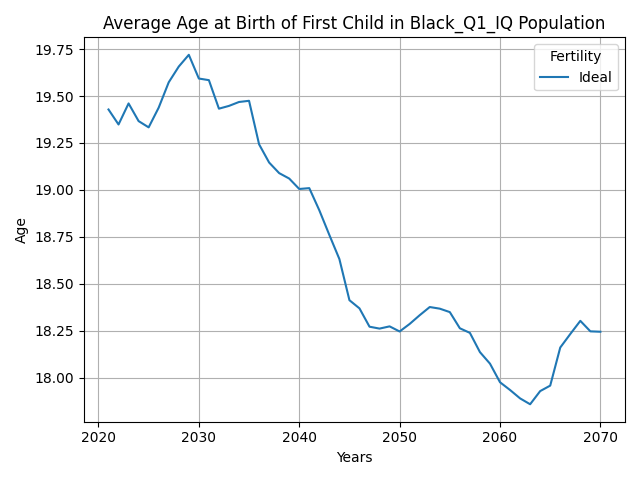 Average Age at Birth of First Child in Black_Q1_IQ Population
Fertility
Ideal
Age
19.75
19.50
19.25
19.00
18.75
18.50
18.25
18.00
2020 2030 2040 2050 2060 2070
Years